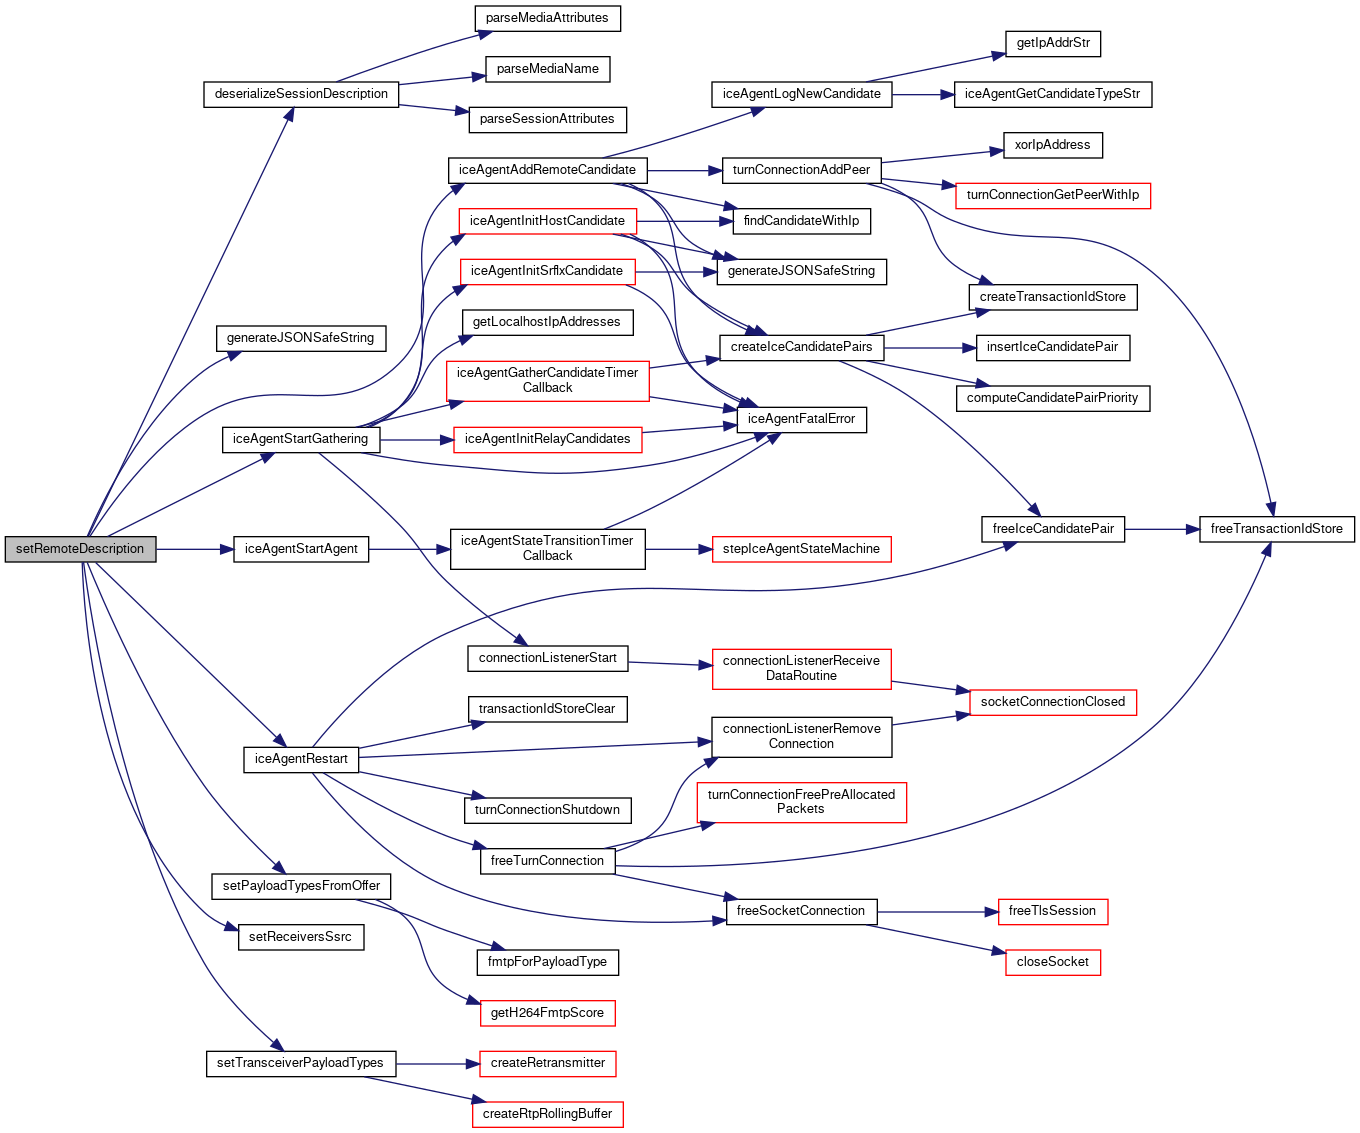 parseMediaAttributes
getIpAddrStr
parseMediaName
deserializeSessionDescription
iceAgentLogNewCandidate
iceAgentGetCandidateTypeStr
parseSessionAttributes
xorIpAddress
iceAgentAddRemoteCandidate
turnConnectionAddPeer
turnConnectionGetPeerWithIp
iceAgentInitHostCandidate
findCandidateWithIp
iceAgentInitSrflxCandidate
generateJSONSafeString
createTransactionIdStore
getLocalhostIpAddresses
generateJSONSafeString
createIceCandidatePairs
insertIceCandidatePair
iceAgentGatherCandidateTimer
Callback
computeCandidatePairPriority
iceAgentFatalError
iceAgentStartGathering
iceAgentInitRelayCandidates
freeIceCandidatePair
freeTransactionIdStore
setRemoteDescription
iceAgentStartAgent
iceAgentStateTransitionTimer
Callback
stepIceAgentStateMachine
connectionListenerStart
connectionListenerReceive
DataRoutine
socketConnectionClosed
transactionIdStoreClear
connectionListenerRemove
Connection
iceAgentRestart
turnConnectionShutdown
turnConnectionFreePreAllocated
Packets
freeTurnConnection
setPayloadTypesFromOffer
freeSocketConnection
freeTlsSession
setReceiversSsrc
fmtpForPayloadType
closeSocket
getH264FmtpScore
setTransceiverPayloadTypes
createRetransmitter
createRtpRollingBuffer